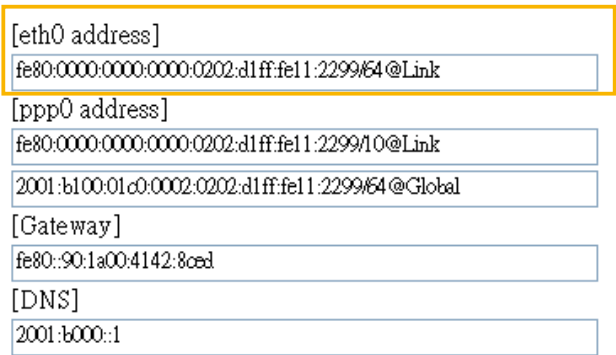 [eth0 address]
fe80:0000:0000:0000:0202:d1ff:fe11:2299/64@Link
[ppp0 address]
fe80:0000:0000:0000:0202:d1ff:fe11:2299/10@Link
2001:b100:01c0:0002:0202:d1ff:fe11:2299/64@Global
[Gateway]
fe80::90:1a00:4142:8ced
[DNS]
2001:b000::1